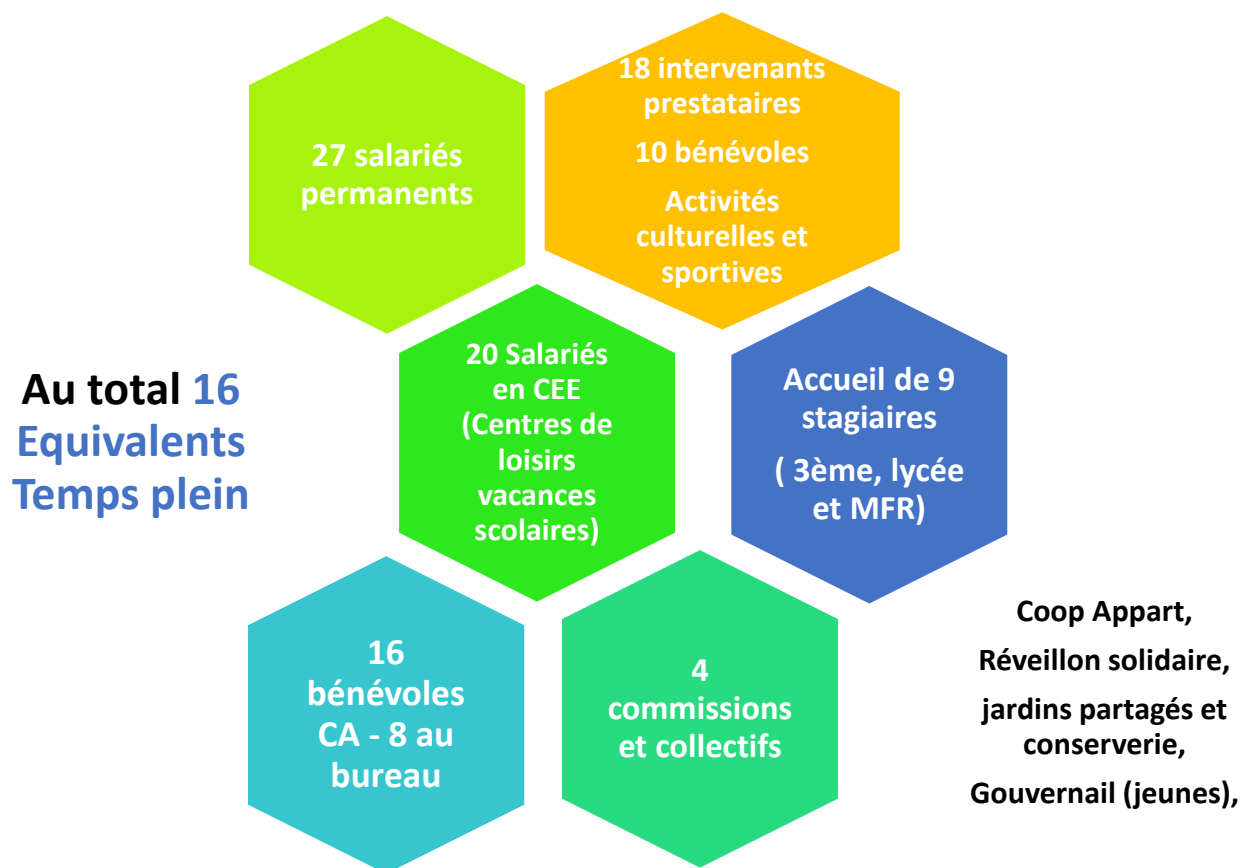 18 intervenants
prestataires
10 bénévoles
Activités
culturelles et
sportives
27 salariés
permanents
20 Salariés
en CEE
(Centres de
loisirs
vacances
scolaires)
Accueil de 9
stagiaires
( 3ème, lycée
et MFR)
Au total 16
Equivalents
Temps plein
16
bénévoles
CA - 8 au
bureau
4
commissions
et collectifs
Coop Appart,
Réveillon solidaire,
jardins partagés et
conserverie,
Gouvernail (jeunes),